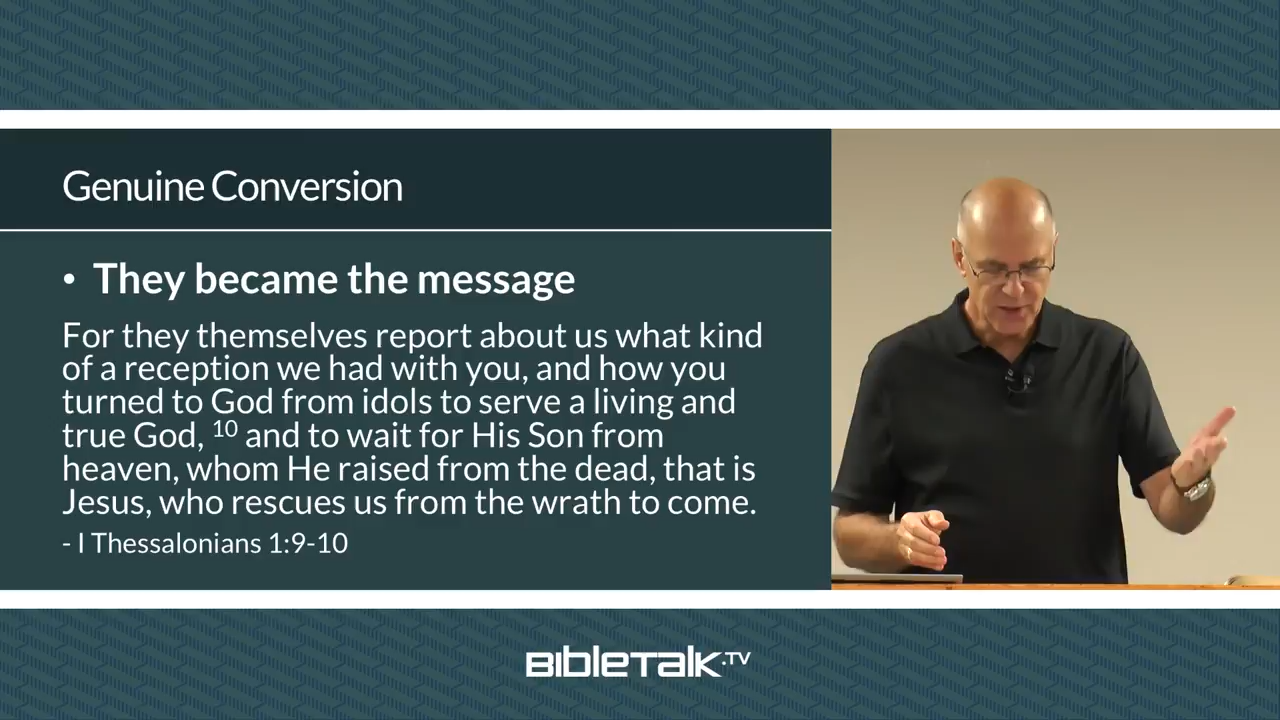 Genuine Conversion
• They became the message
For they themselves report about us what kind
of a reception we had with you, and how you
turned to God from idols to serve a living and
true God, 10 and to wait for His Son from
heaven, whom He raised from the dead, that is
Jesus, who rescues us from the wrath to come.
- I Thessalonians 1:9-10
BibleTalk.TV